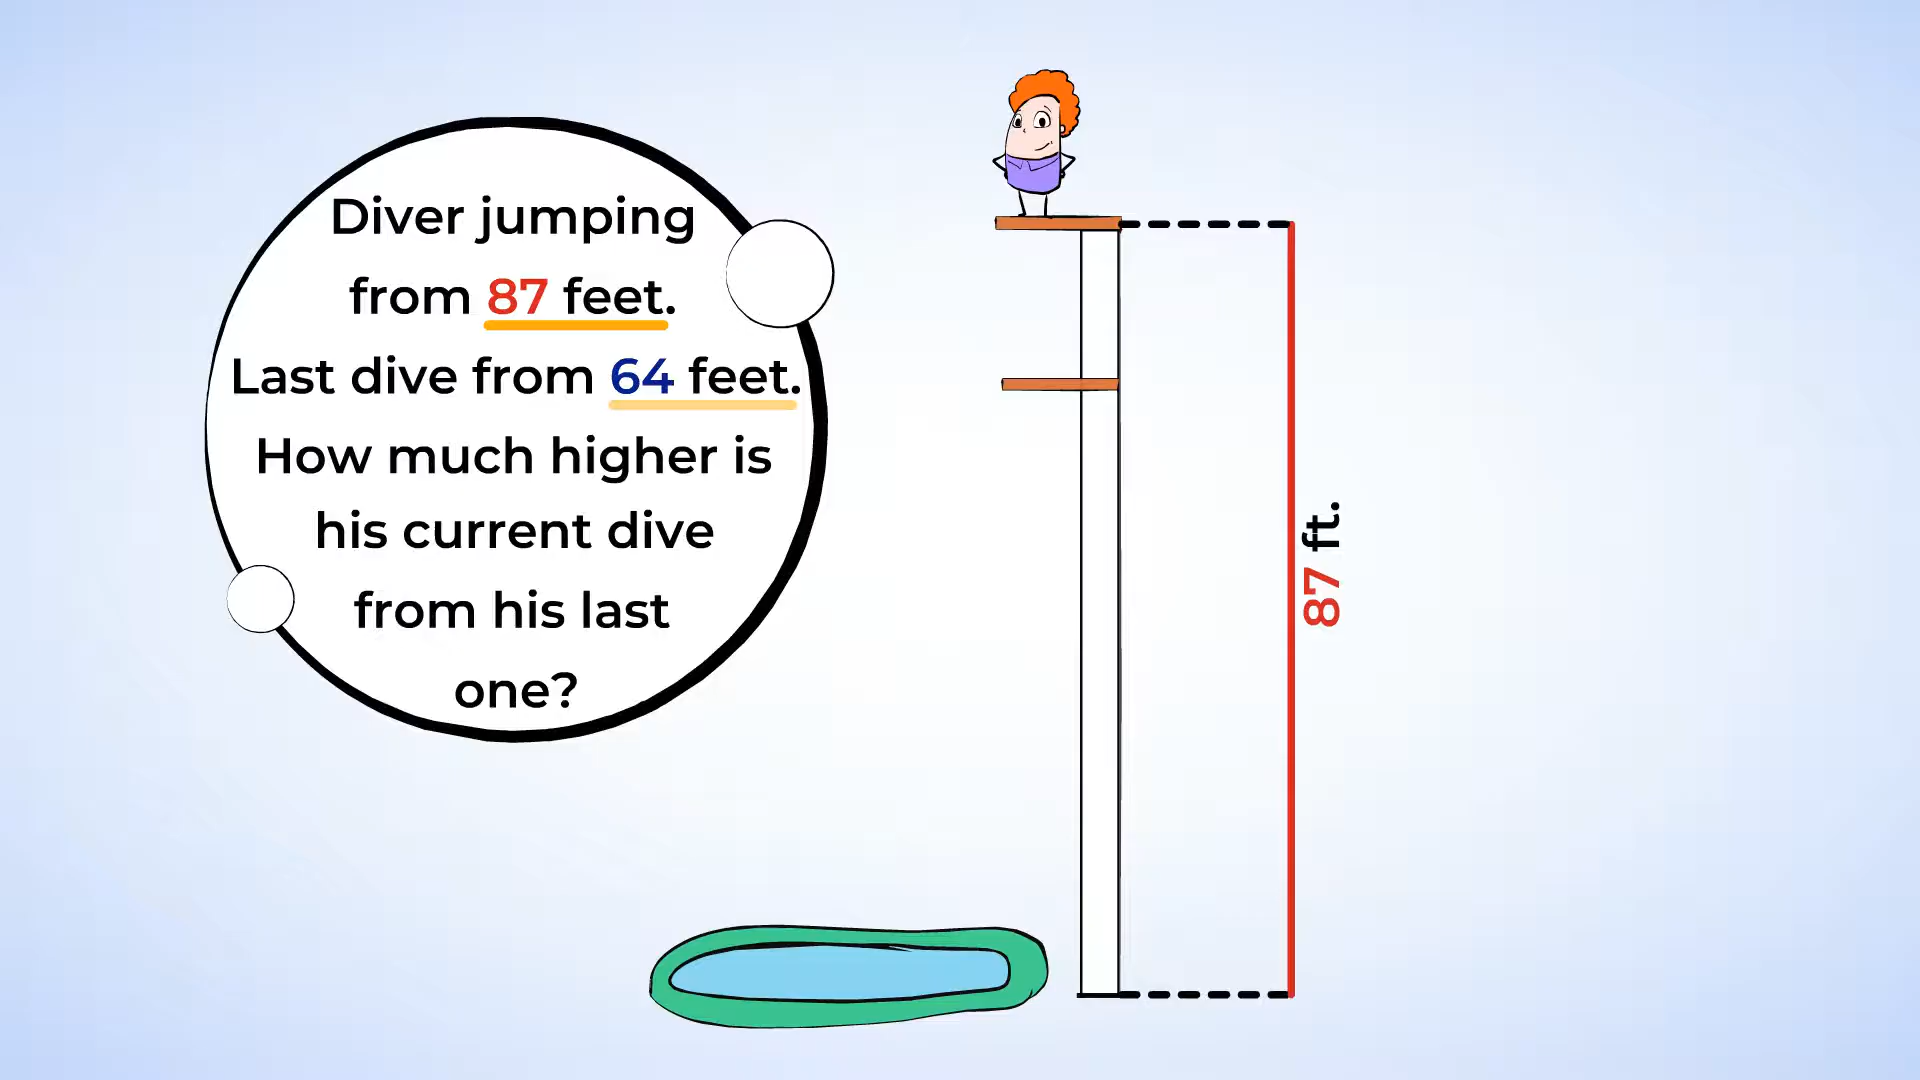 Diver jumping
from 87 feet.
Last dive from 64 feet.
How much higher is
his current dive
from his last
one?
87 ft.